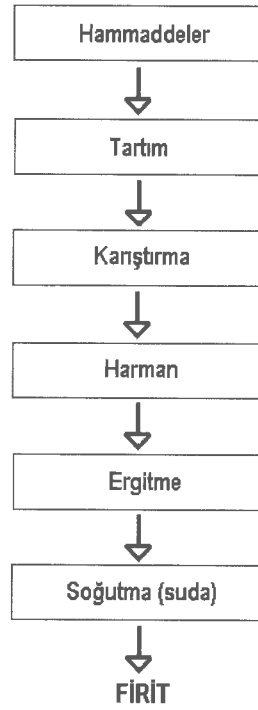 Hammaddeler
Tartım
Karıştırma
Harman
Ergitme
Soğutma (suda)
FİRİT